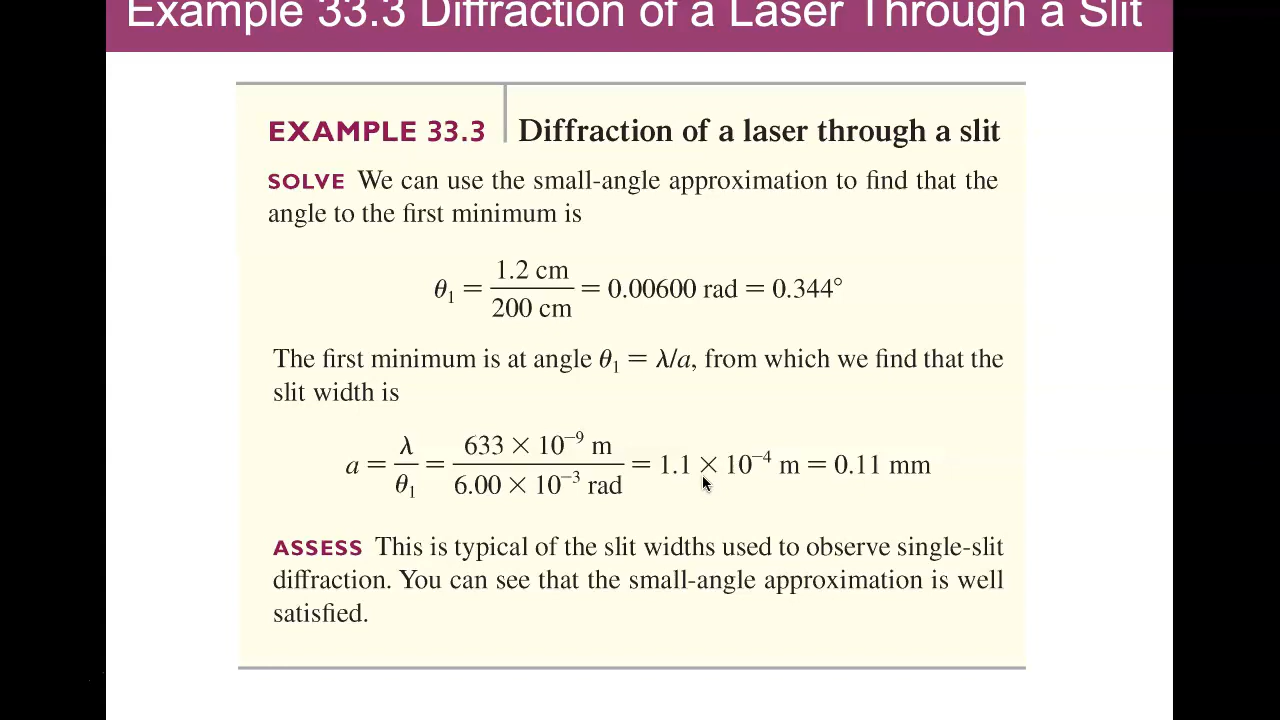 Example 33.3 Diffraction of a Laser Through a Slit
EXAMPLE 33.3 Diffraction of a laser through a slit
SOLVE We can use the small-angle approximation to find that the
angle to the first minimum is
θ₁ = 1.2 cm / 200 cm = 0.00600 rad = 0.344°
The first minimum is at angle θ₁ = λ/a, from which we find that the
slit width is
a = λ / θ₁ = 633 × 10⁻⁹ m / 6.00 × 10⁻³ rad = 1.1 × 10⁻⁴ m = 0.11 mm
ASSESS This is typical of the slit widths used to observe single-slit
diffraction. You can see that the small-angle approximation is well
satisfied.